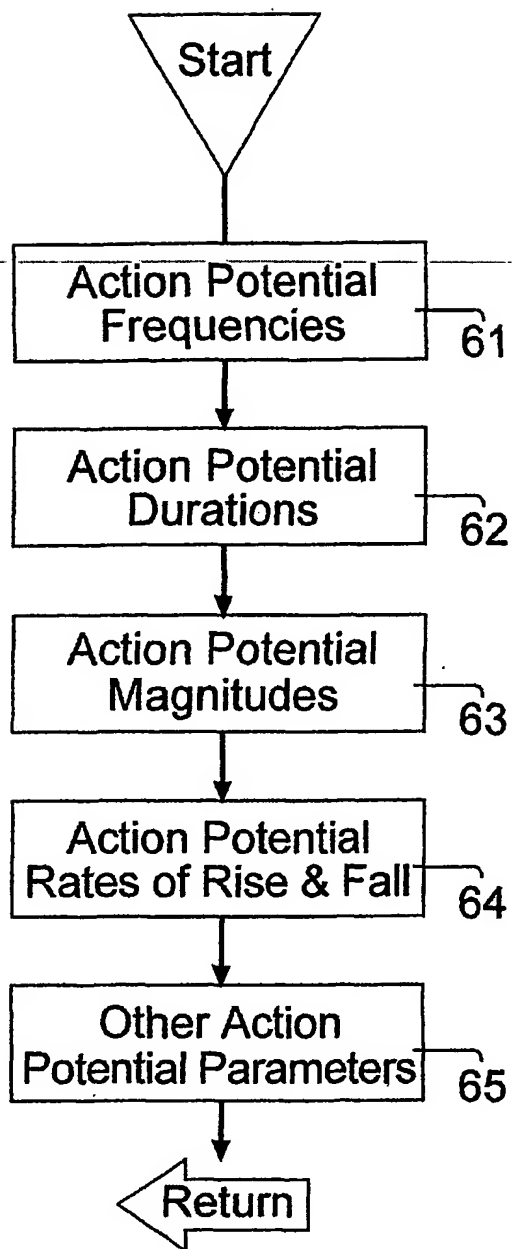 Start
Action Potential
Frequencies
61
Action Potential
Durations
62
Action Potential
Magnitudes
63
Action Potential
Rates of Rise & Fall
64
Other Action
Potential Parameters
65
Return